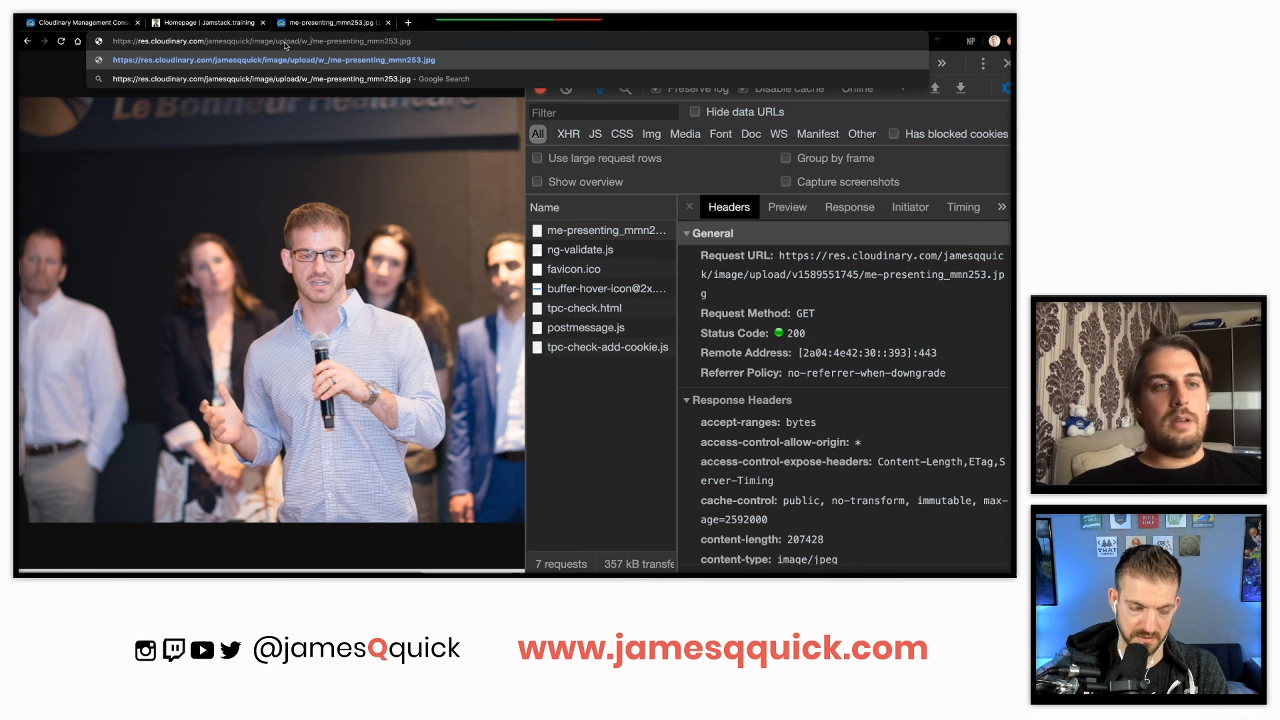 Cloudinary Management Cons
Homepage | Jamstack.training
me-presenting_mmn253.jpg (2
https://res.cloudinary.com/jamesqquick/image/upload/w_/me-presenting_mmn253.jpg
NP
https://res.cloudinary.com/jamesqquick/image/upload/w_/me-presenting_mmn253.jpg
https://res.cloudinary.com/jamesqquick/image/upload/w_/me-presenting_mmn253.jpg - Google Search
Le Bonheur Healthcare
Preserve log
Disable cache
Online
Filter
Hide data URLs
All
XHR
JS
CSS
Img
Media
Font
Doc
WS
Manifest
Other
Has blocked cookies
Use large request rows
Group by frame
Show overview
Capture screenshots
Name
me-presenting_mmn2...
ng-validate.js
favicon.ico
buffer-hover-icon@2x....
tpc-check.html
postmessage.js
tpc-check-add-cookie.js
7 requests
357 kB transfe
Headers
Preview
Response
Initiator
Timing
General
Request URL: https://res.cloudinary.com/jamesqquic
k/image/upload/v1589551745/me-presenting_mmn253.jp
g
Request Method: GET
Status Code: 200
Remote Address: [2a04:4e42:30::393]:443
Referrer Policy: no-referrer-when-downgrade
Response Headers
accept-ranges: bytes
access-control-allow-origin: *
access-control-expose-headers: Content-Length,ETag,S
erver-Timing
cache-control: public, no-transform, immutable, max-
age=2592000
content-length: 207428
content-type: image/jpeg
THAT
@jamesQquick
www.jamesqquick.com